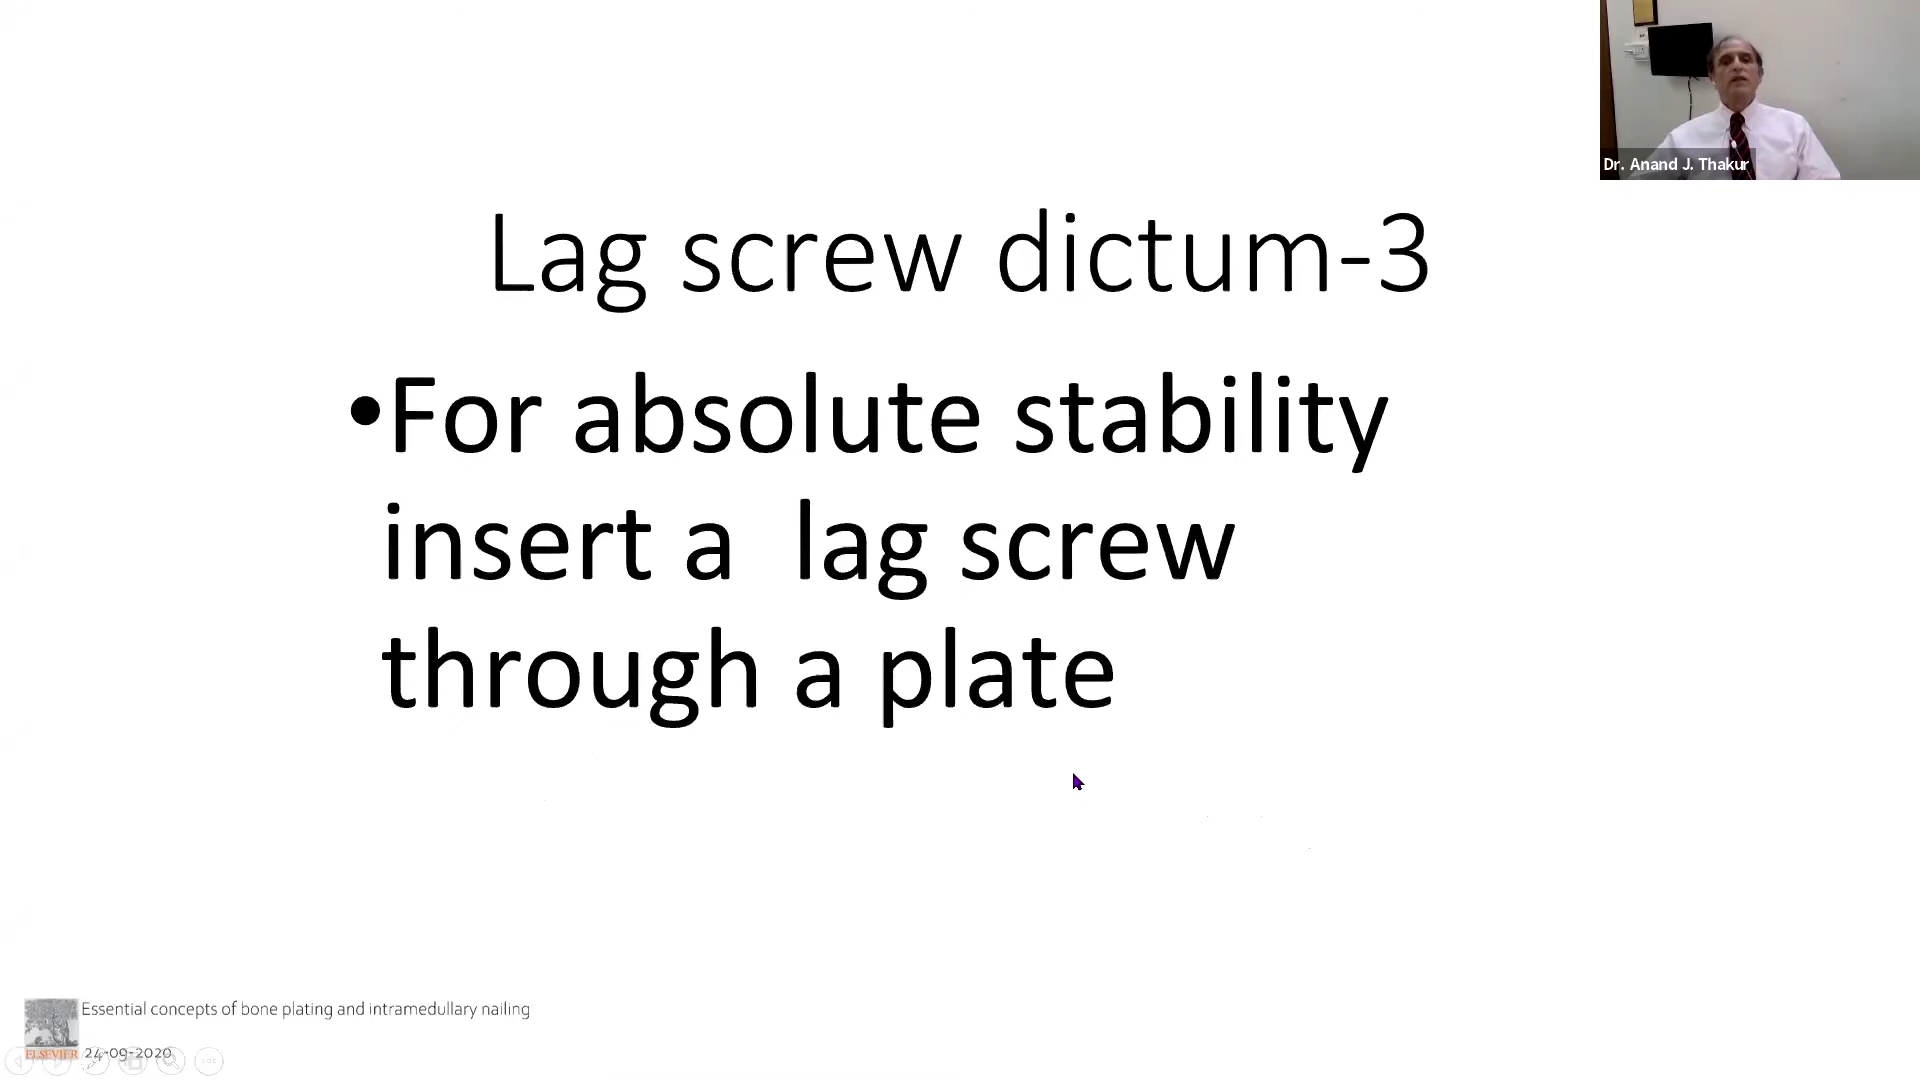 Dr. Anand J. Thakur
Lag screw dictum-3
•For absolute stability
insert a lag screw
through a plate
Essential concepts of bone plating and intramedullary nailing
ELSEVIER
24-09-2020